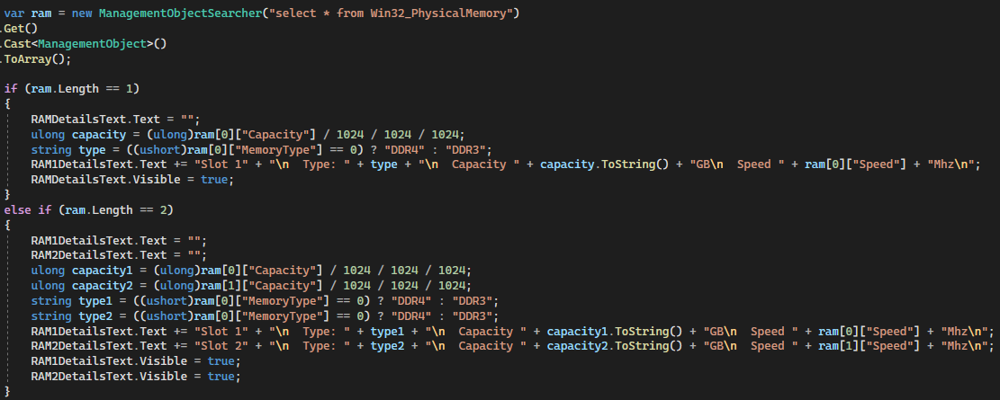 var ram = new ManagementObjectSearcher("select * from Win32_PhysicalMemory")
.Get()
.Cast<ManagementObject>()
.ToArray();

if (ram.Length == 1)
{
    RAMDetailsText.Text = "";
    ulong capacity = (ulong)ram[0]["Capacity"] / 1024 / 1024 / 1024;
    string type = ((ushort)ram[0]["MemoryType"] == 0) ? "DDR4" : "DDR3";
    RAM1DetailsText.Text += "Slot 1" + "\n  Type: " + type + "\n  Capacity " + capacity.ToString() + "GB\n  Speed " + ram[0]["Speed"] + "Mhz\n";
    RAMDetailsText.Visible = true;
}
else if (ram.Length == 2)
{
    RAM1DetailsText.Text = "";
    RAM2DetailsText.Text = "";
    ulong capacity1 = (ulong)ram[0]["Capacity"] / 1024 / 1024 / 1024;
    ulong capacity2 = (ulong)ram[1]["Capacity"] / 1024 / 1024 / 1024;
    string type1 = ((ushort)ram[0]["MemoryType"] == 0) ? "DDR4" : "DDR3";
    string type2 = ((ushort)ram[0]["MemoryType"] == 0) ? "DDR4" : "DDR3";
    RAM1DetailsText.Text += "Slot 1" + "\n  Type: " + type1 + "\n  Capacity " + capacity1.ToString() + "GB\n  Speed " + ram[0]["Speed"] + "Mhz\n";
    RAM2DetailsText.Text += "Slot 2" + "\n  Type: " + type2 + "\n  Capacity " + capacity2.ToString() + "GB\n  Speed " + ram[1]["Speed"] + "Mhz\n";
    RAM1DetailsText.Visible = true;
    RAM2DetailsText.Visible = true;
}